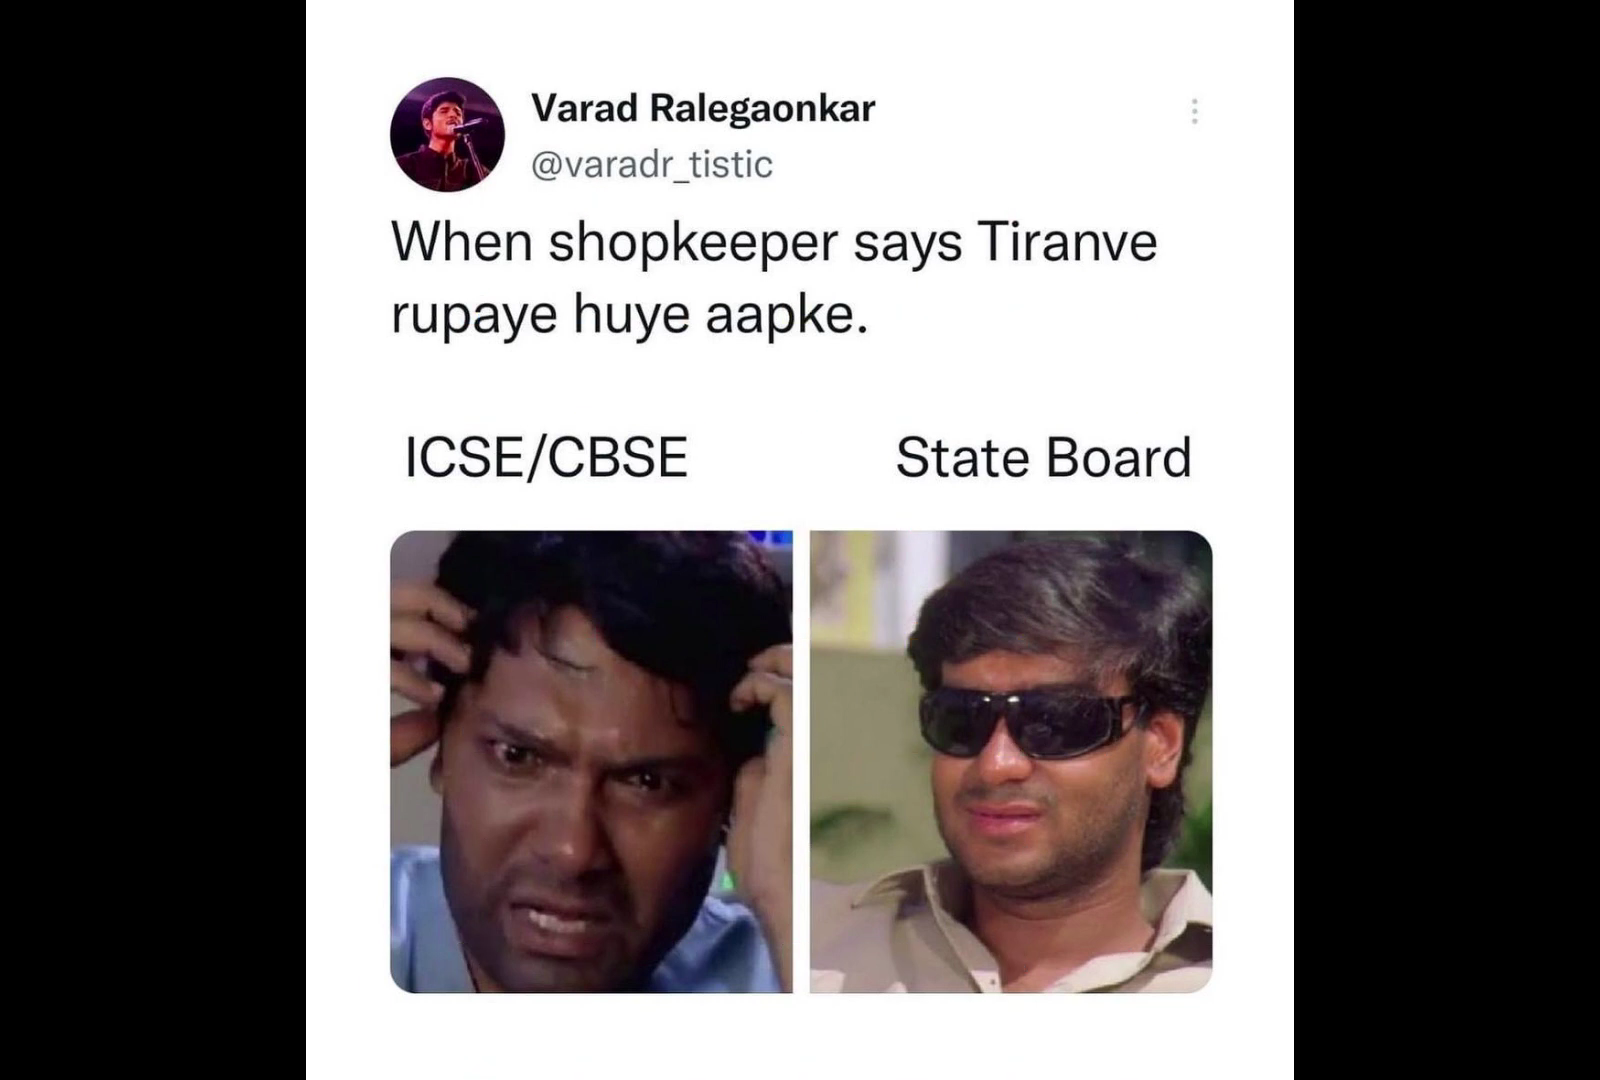 Varad Ralegaonkar
@varadr_tistic
When shopkeeper says Tiranve
rupaye huye aapke.
ICSE/CBSE
State Board